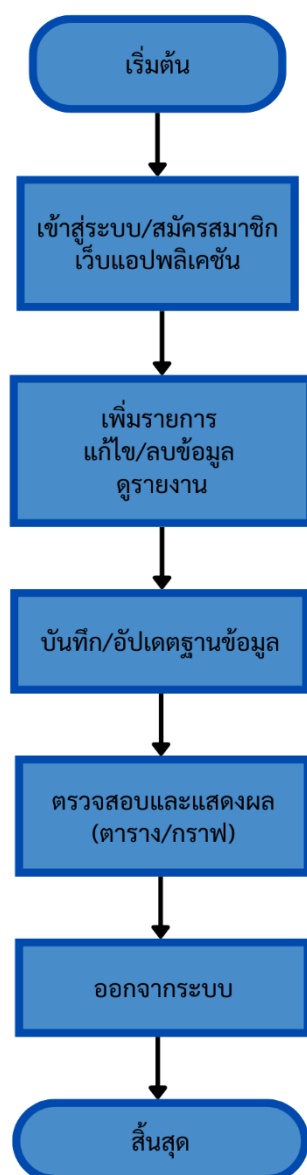 เริ่มต้น
เข้าสู่ระบบ/สมัครสมาชิก
เว็บแอปพลิเคชัน
เพิ่มรายการ
แก้ไข/ลบข้อมูล
ดูรายงาน
บันทึก/อัปเดตฐานข้อมูล
ตรวจสอบและแสดงผล
(ตาราง/กราฟ)
ออกจากระบบ
สิ้นสุด